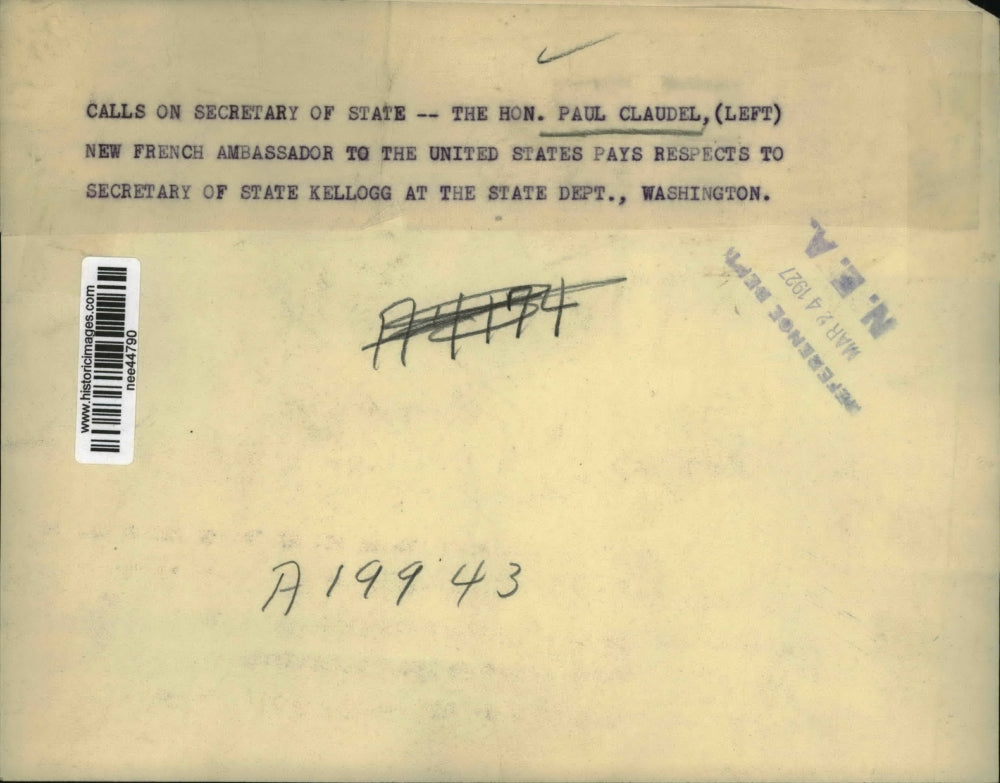 CALLS ON SECRETARY OF STATE -- THE HON. PAUL CLAUDEL, (LEFT)
NEW FRENCH AMBASSADOR TO THE UNITED STATES PAYS RESPECTS TO
SECRETARY OF STATE KELLOGG AT THE STATE DEPT., WASHINGTON.
N. E. A.
MAR 24 1927
REFERENCE DEPT.
www.historicimages.com
nee44790
A 19943